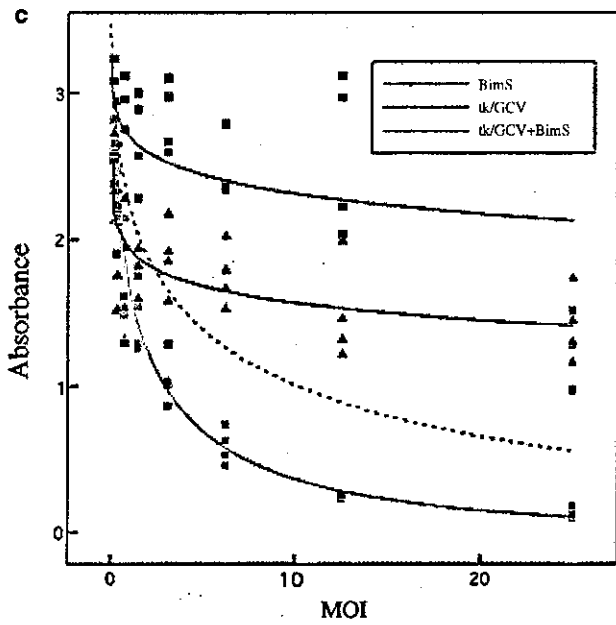 c
BimS
tk/GCV
tk/GCV+BimS
3
2
1
0
Absorbance
0
10
20
MOI